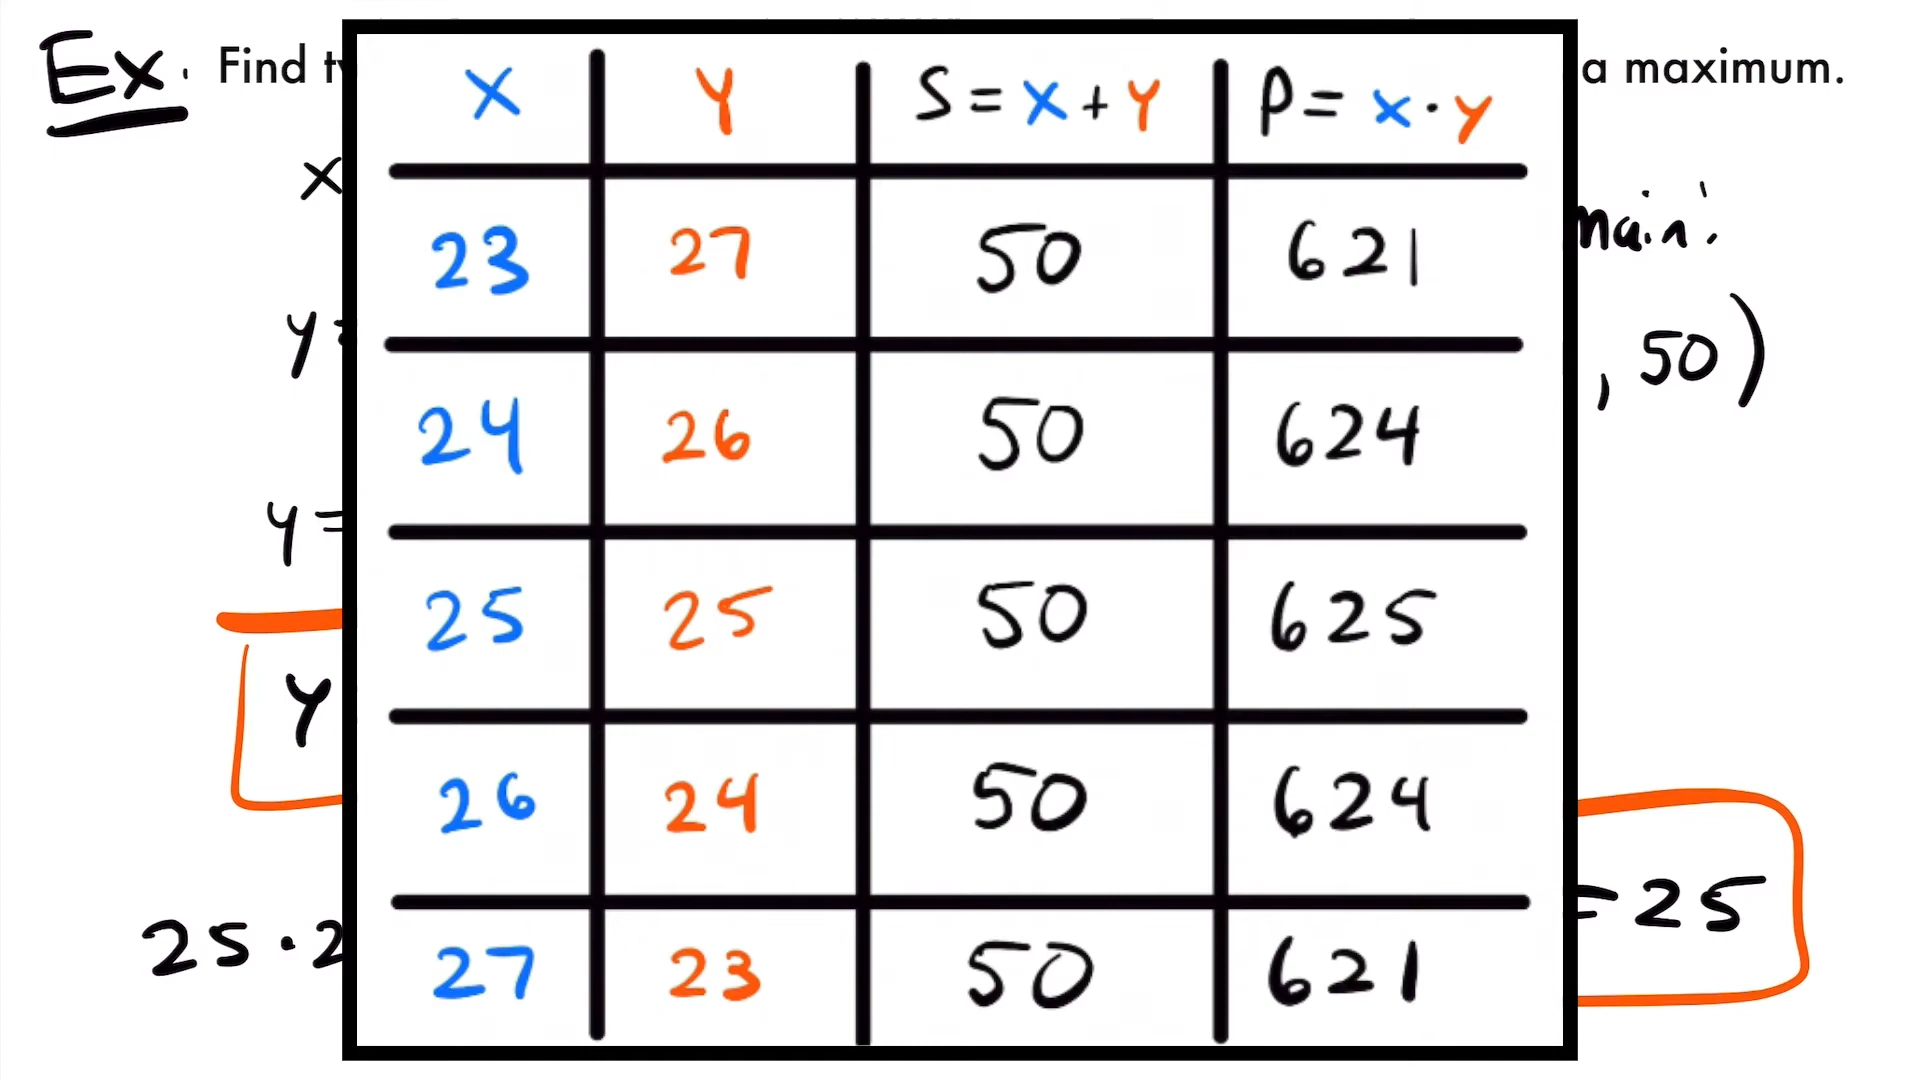 Ex. Find a maximum.
X Y S = x + y P = x · y
x main:
23 27 50 621
y= , 50)
24 26 50 624
y=
25 25 50 625
y
26 24 50 624
25 · 2 = 25
27 23 50 621